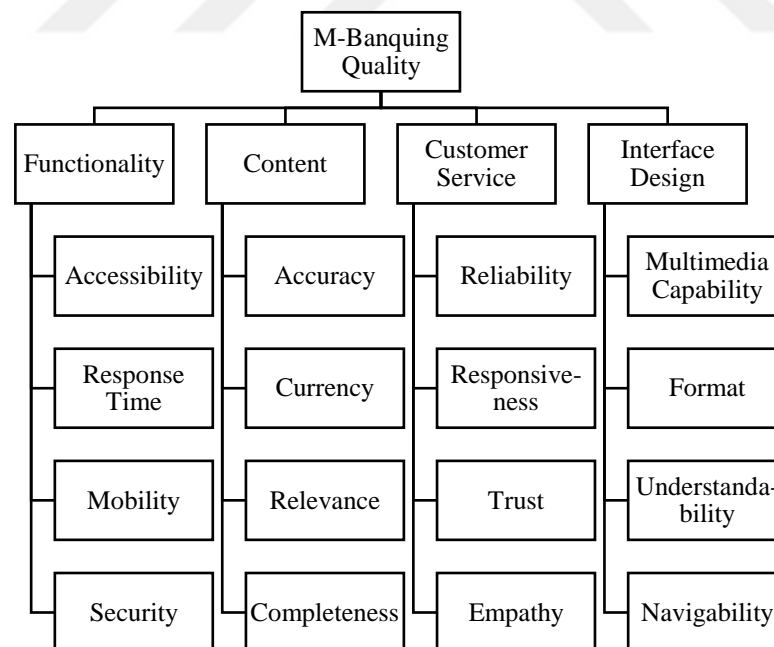 M-Banquing
Quality
Functionality
Content
Customer
Service
Interface
Design
Accessibility
Accuracy
Reliability
Multimedia
Capability
Response
Time
Currency
Responsive-
ness
Format
Mobility
Relevance
Trust
Understanda-
bility
Security
Completeness
Empathy
Navigability